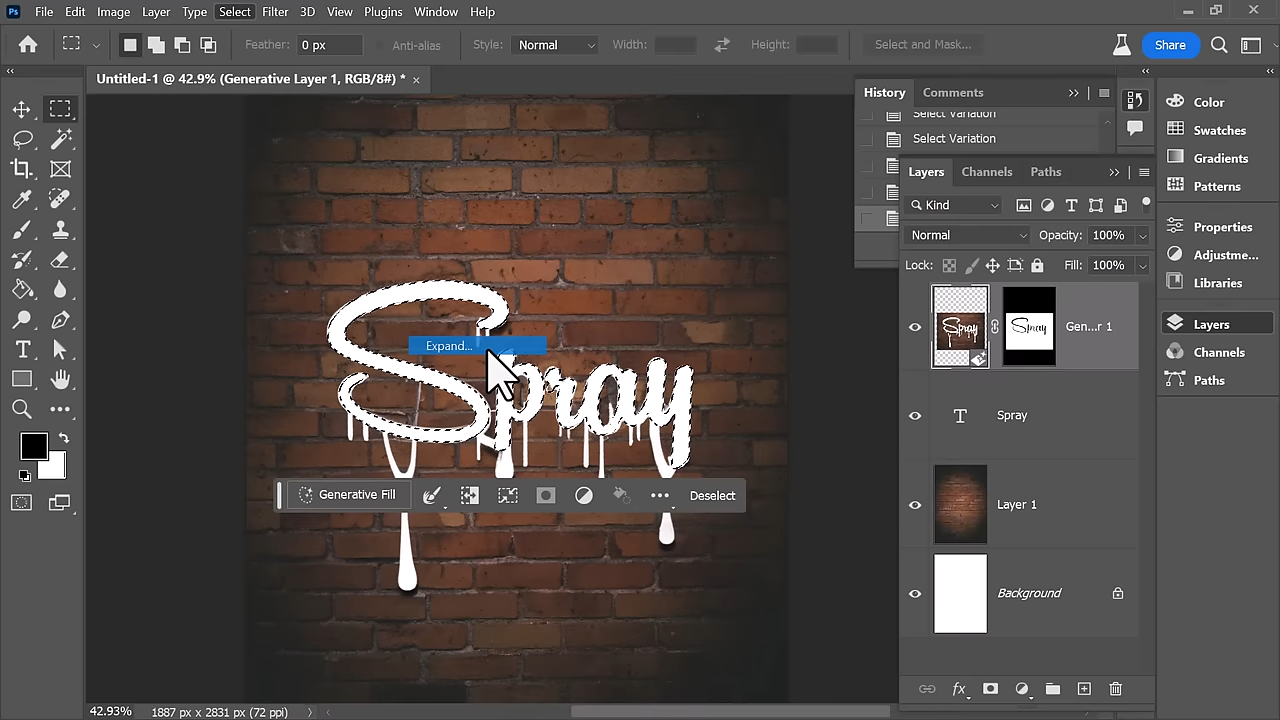 Ps File Edit Image Layer Type Select Filter 3D View Plugins Window Help
Feather: 0 px Anti-alias Style: Normal Width: Height: Select and Mask... Share
Untitled-1 @ 42.9% (Generative Layer 1, RGB/8#) * ×
History Comments
Select Variation
Select Variation
Color
Swatches
Gradients
Patterns
Properties
Adjustme...
Libraries
Layers
Channels
Paths
Layers Channels Paths
Kind
Normal Opacity: 100%
Lock: Fill: 100%
Spray Spray Gen...r 1
T Spray
Layer 1
Background
Spray
Expand...
Generative Fill Deselect
42.93% 1887 px x 2831 px (72 ppi)
fx